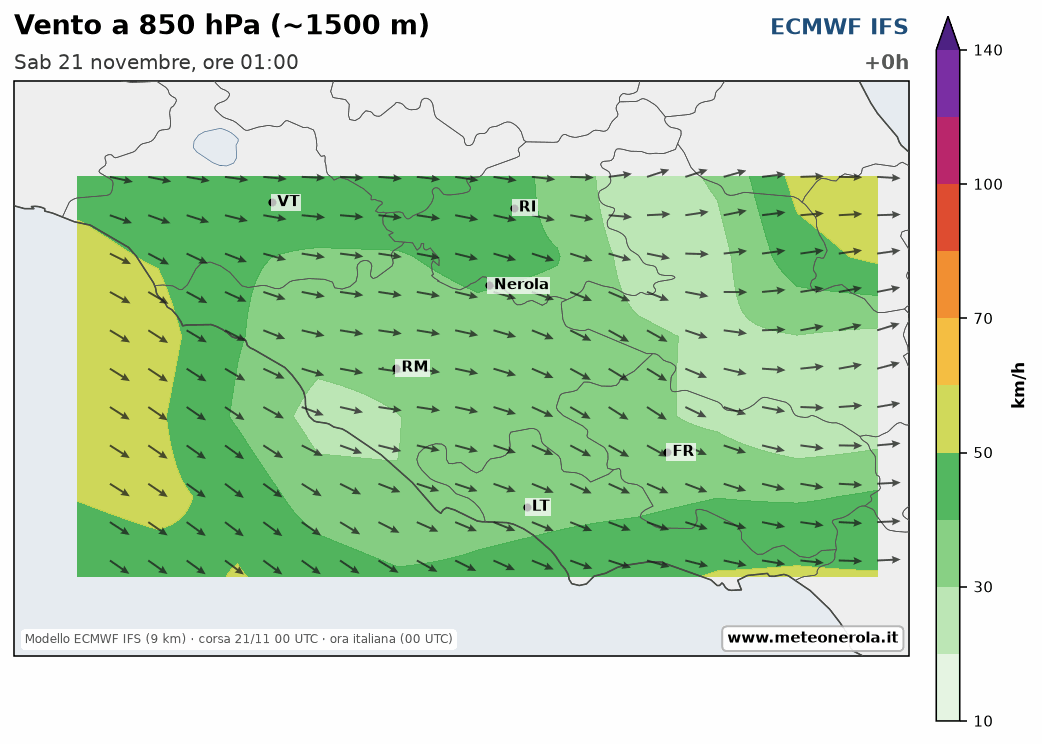 Vento a 850 hPa (~1500 m)
ECMWF IFS
Sab 21 novembre, ore 01:00
+0h
VT
RI
Nerola
RM
FR
LT
140
100
70
50
30
10
km/h
Modello ECMWF IFS (9 km) · corsa 21/11 00 UTC · ora italiana (00 UTC)
www.meteonerola.it